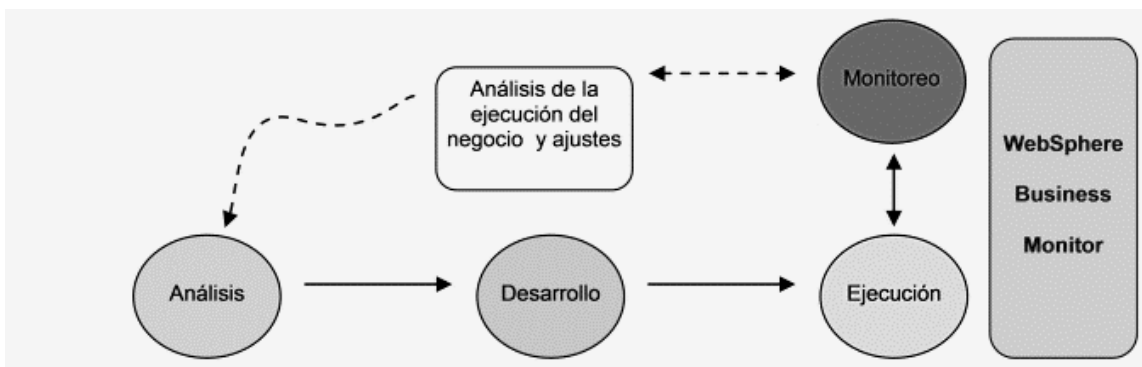 Análisis de la
ejecución del
negocio y ajustes
Monitoreo
WebSphere
Business
Monitor
Análisis
Desarrollo
Ejecución